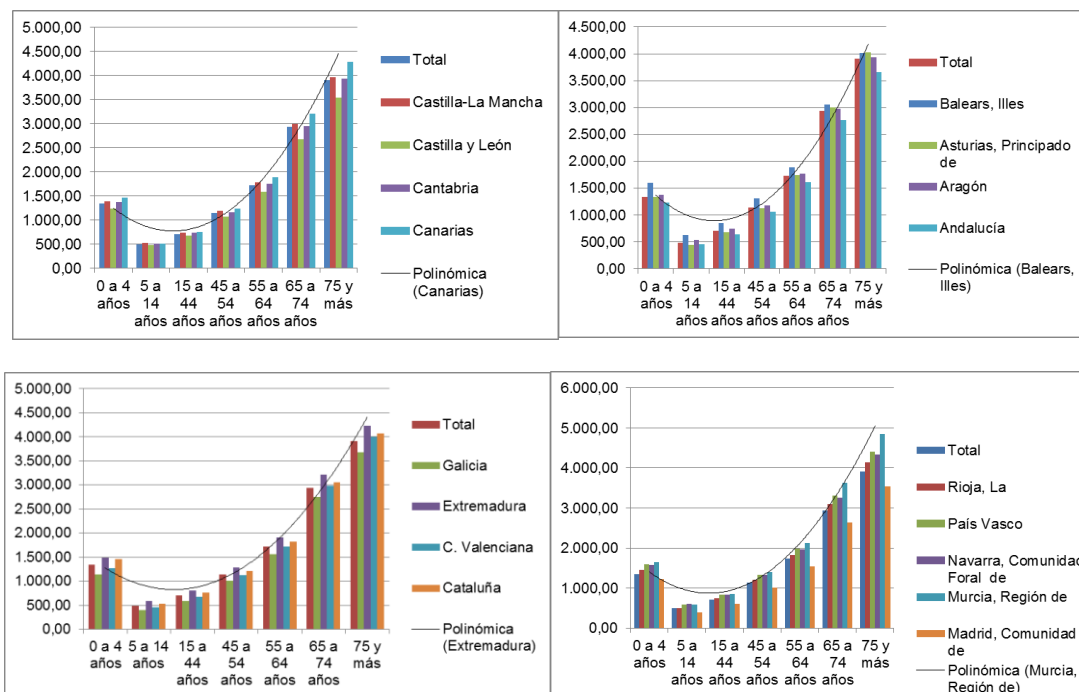 5.000,00
4.500,00
4.000,00
3.500,00
3.000,00
2.500,00
2.000,00
1.500,00
1.000,00
500,00
0,00
0 a 4 años
5 a 14 años
15 a 44 años
45 a 54 años
55 a 64 años
65 a 74 años
75 y más
Total
Castilla-La Mancha
Castilla y León
Cantabria
Canarias
Polinómica
(Canarias)
4.500,00
4.000,00
3.500,00
3.000,00
2.500,00
2.000,00
1.500,00
1.000,00
500,00
0,00
0 a 4 años
5 a 14 años
15 a 44 años
45 a 54 años
55 a 64 años
65 a 74 años
75 y más
Total
Balears, Illes
Asturias, Principado
de
Aragón
Andalucía
Polinómica (Balears,
Illes)
5.000,00
4.500,00
4.000,00
3.500,00
3.000,00
2.500,00
2.000,00
1.500,00
1.000,00
500,00
0,00
0 a 4 años
5 a 14 años
15 a 44 años
45 a 54 años
55 a 64 años
65 a 74 años
75 y más
Total
Galicia
Extremadura
C. Valenciana
Cataluña
Polinómica
(Extremadura)
6.000,00
5.000,00
4.000,00
3.000,00
2.000,00
1.000,00
0,00
0 a 4 años
5 a 14 años
15 a 44 años
45 a 54 años
55 a 64 años
65 a 74 años
75 y más
Total
Rioja, La
País Vasco
Navarra, Comunidad
Foral de
Murcia, Región de
Madrid, Comunidad
de
Polinómica (Murcia,
Región de)